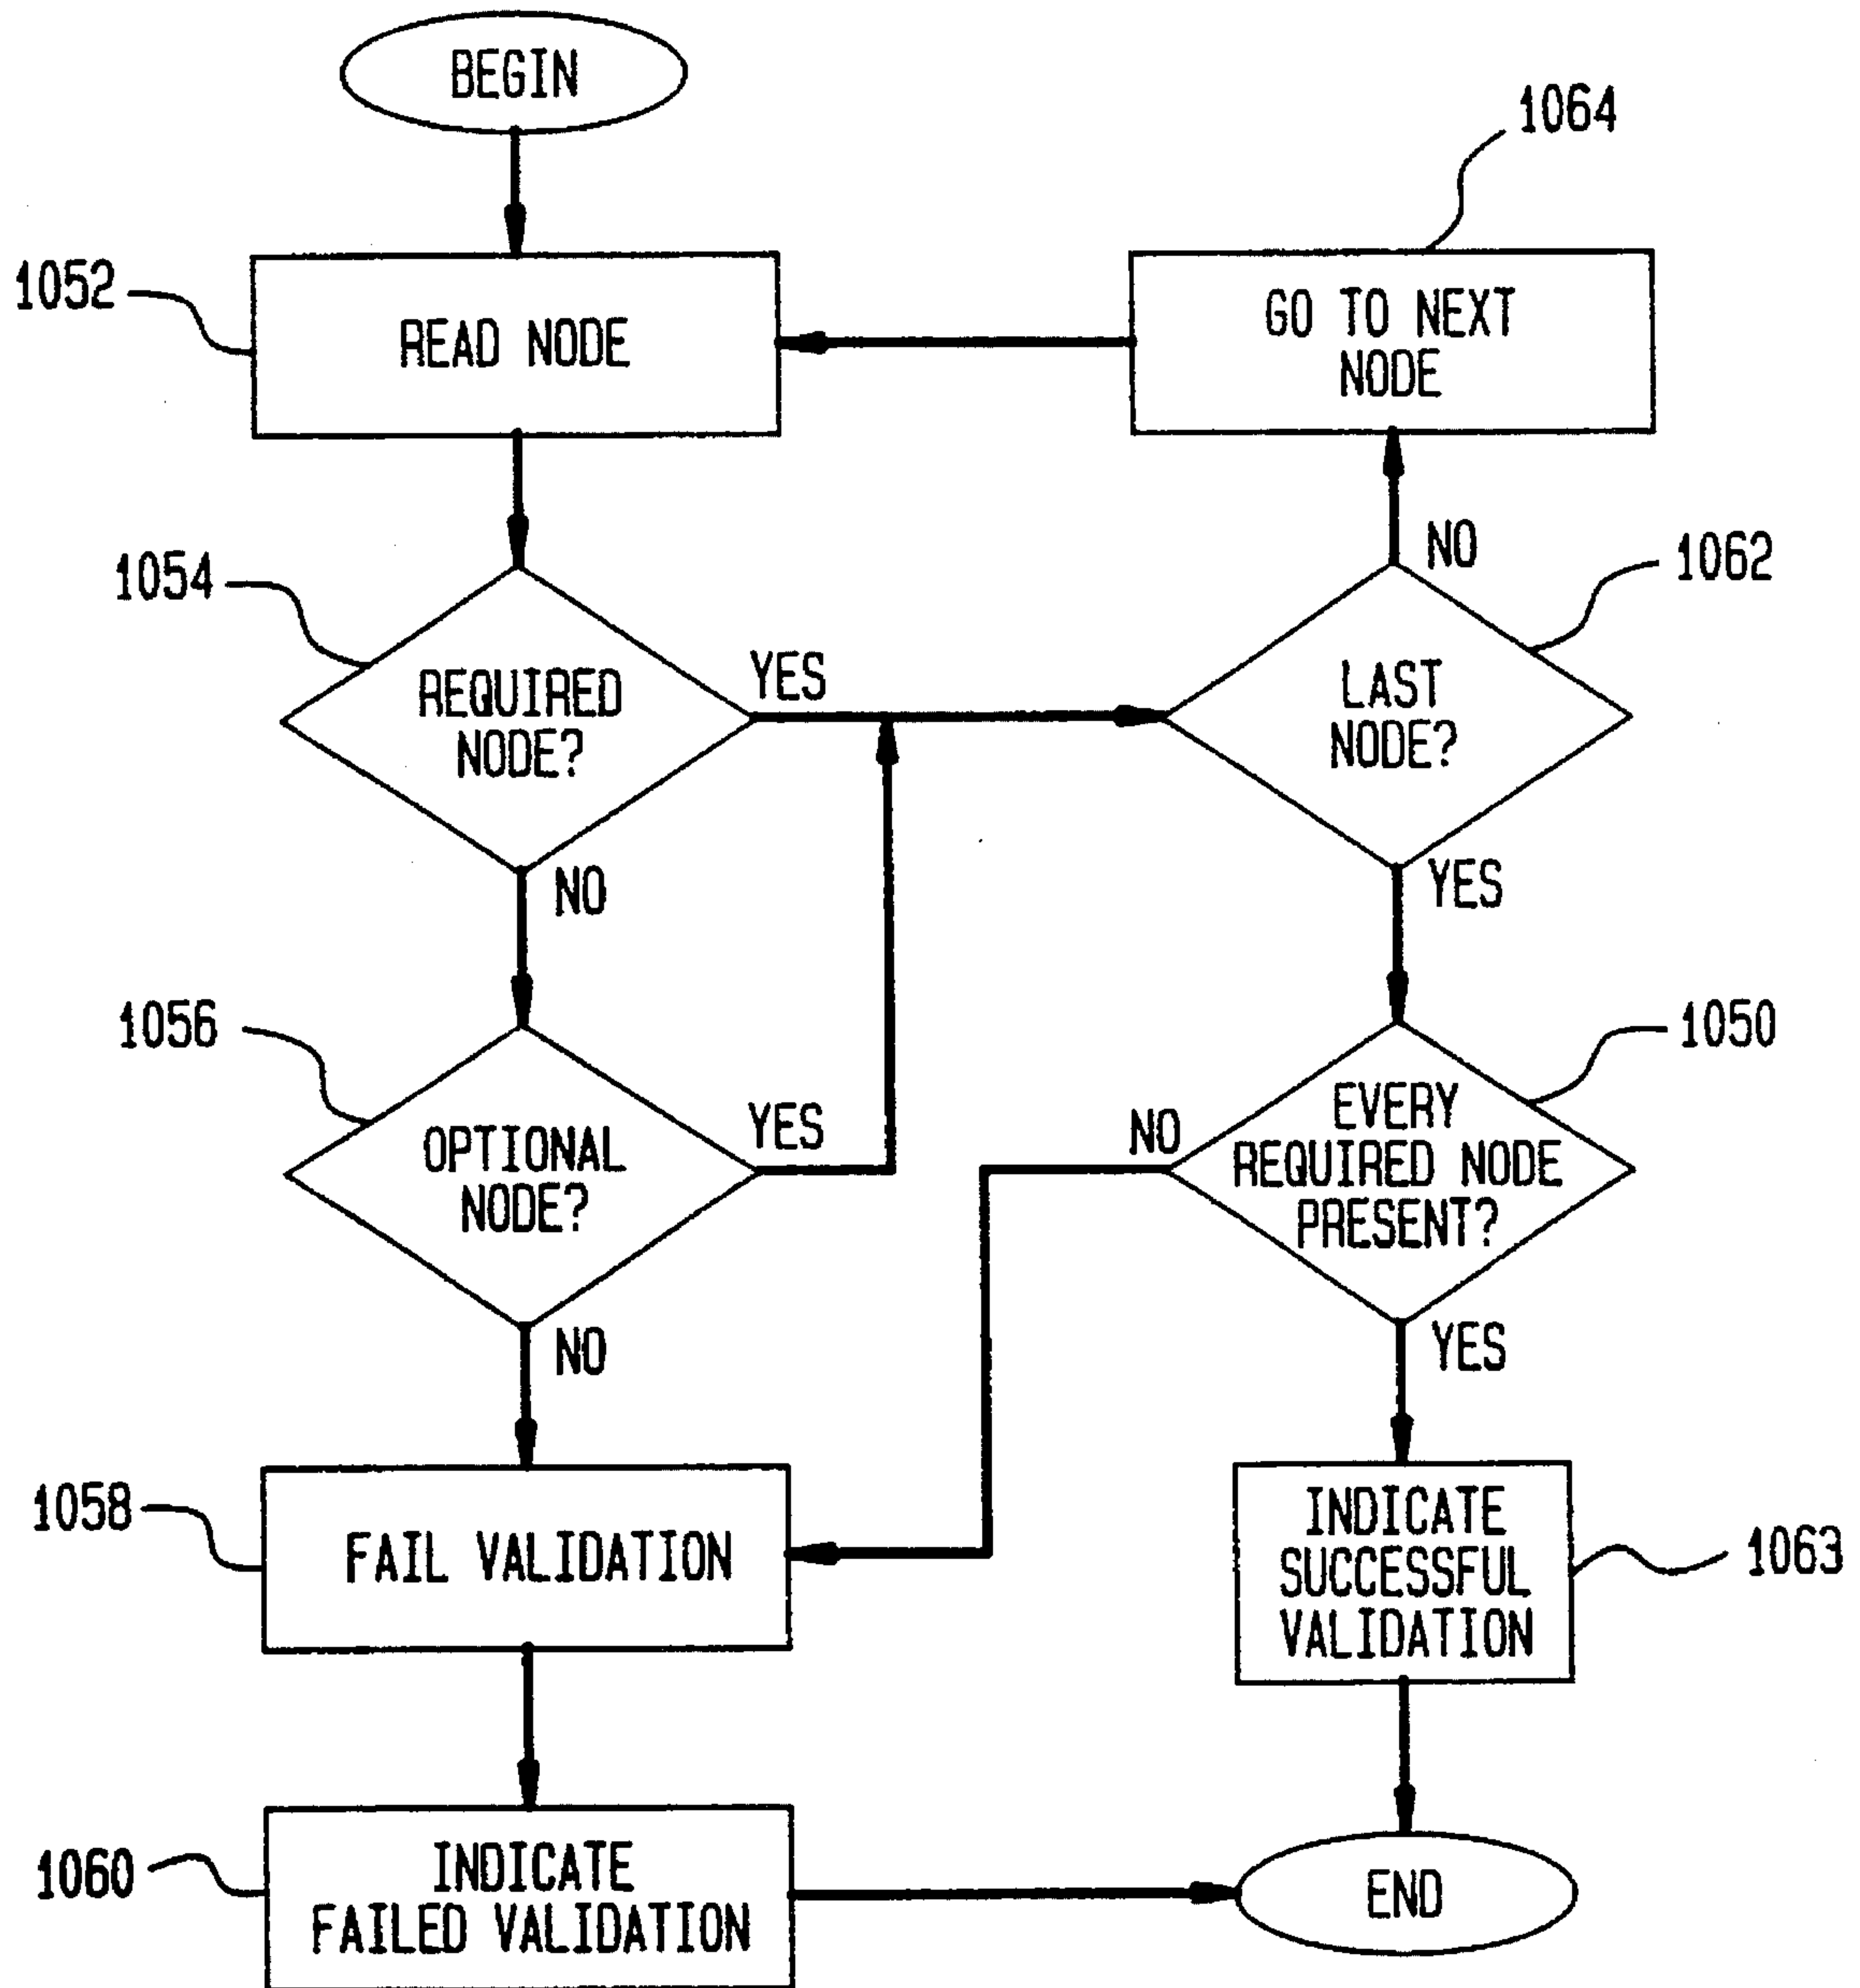 BEGIN
1064
1052
READ NODE
GO TO NEXT
NODE
NO
1054
1062
REQUIRED
NODE?
YES
LAST
NODE?
NO
YES
1056
1050
OPTIONAL
NODE?
YES
NO
EVERY
REQUIRED NODE
PRESENT?
NO
YES
1058
FAIL VALIDATION
INDICATE
SUCCESSFUL
VALIDATION
1063
1060
INDICATE
FAILED VALIDATION
END